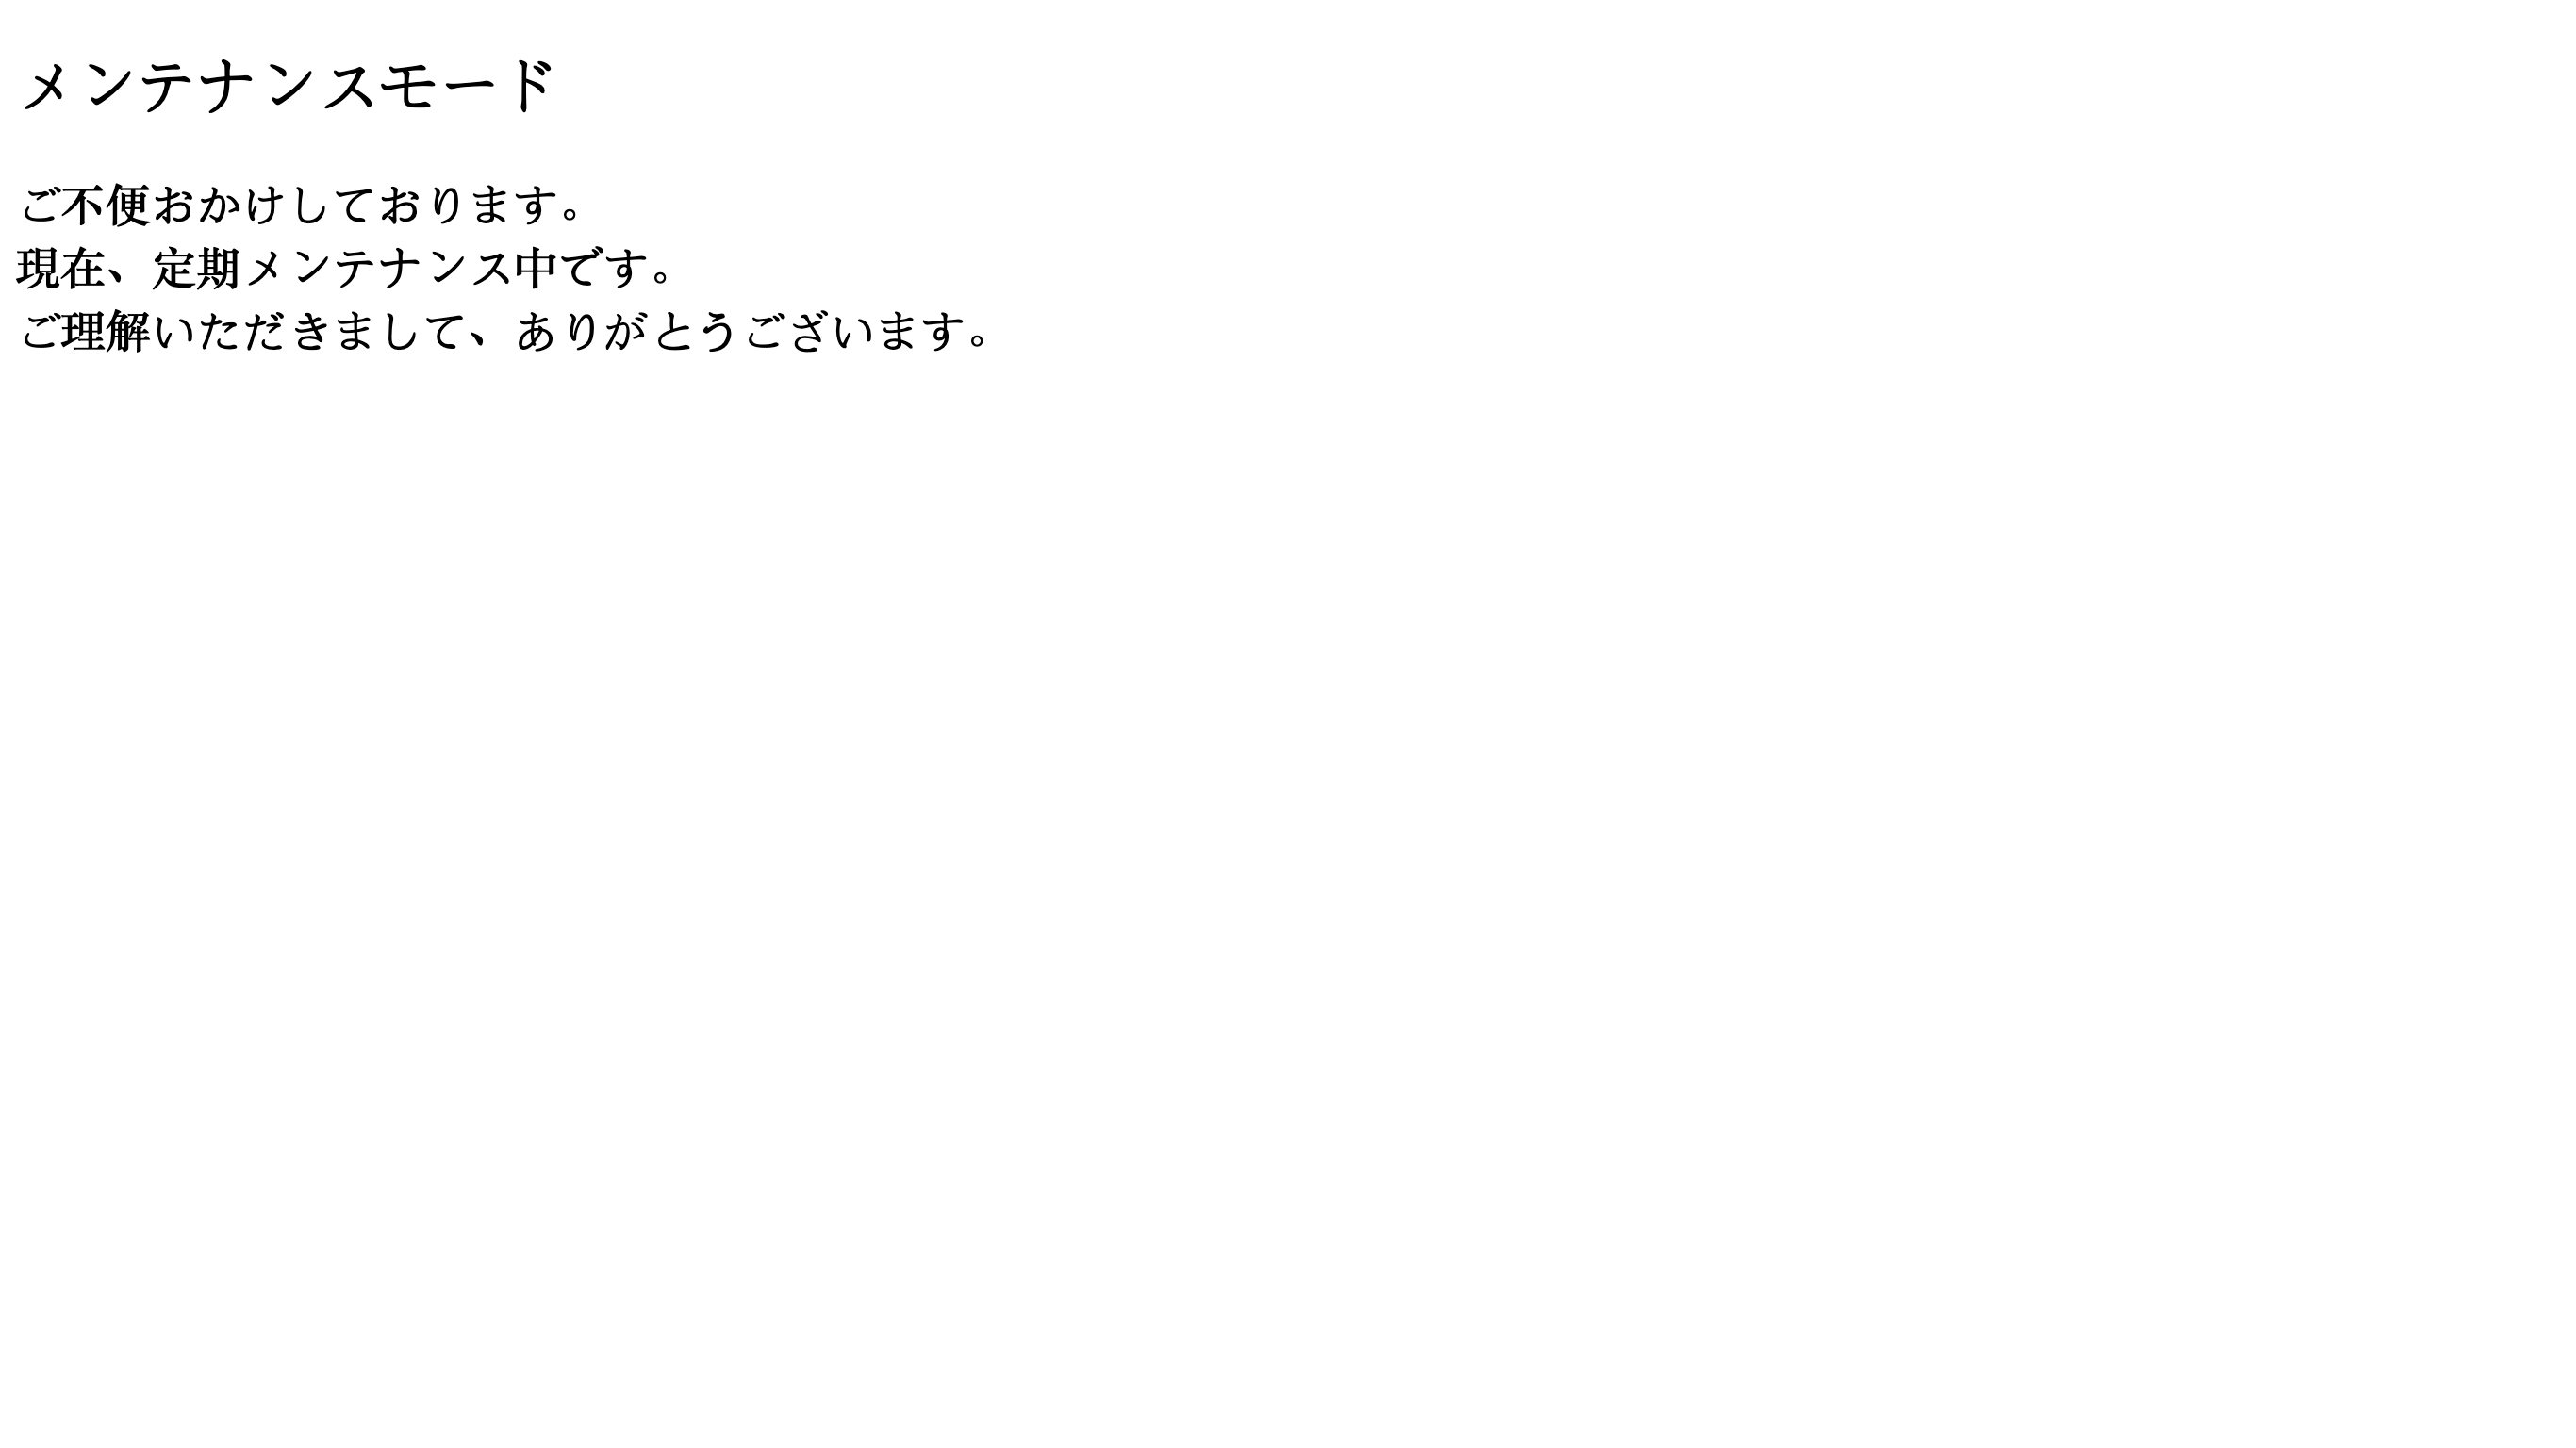 メンテナンスモード
ご不便おかけしております。
現在、定期メンテナンス中です。
ご理解いただきまして、ありがとうございます。